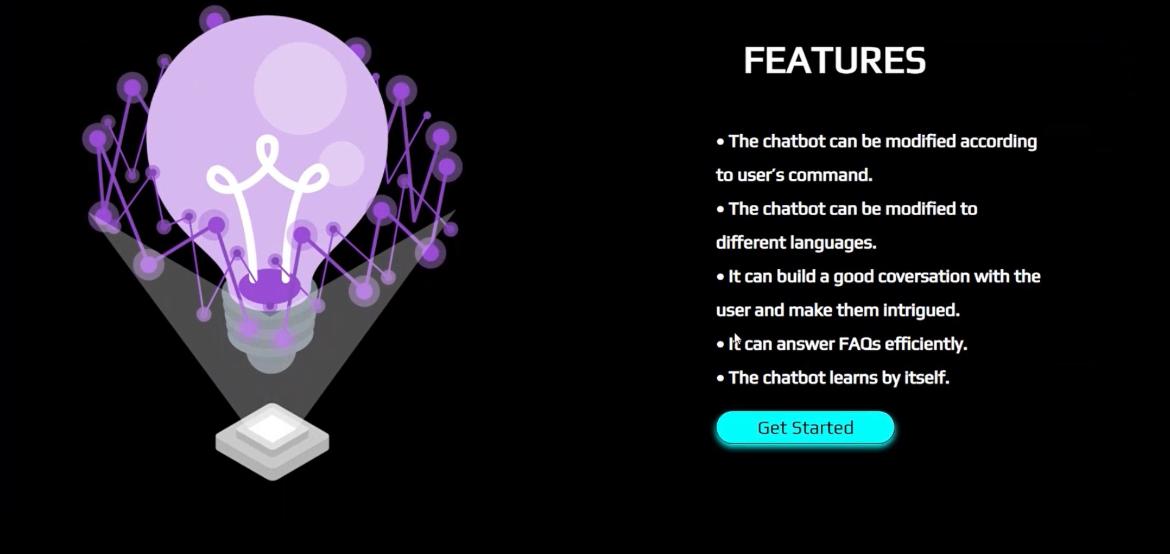 FEATURES
• The chatbot can be modified according
to user's command.
• The chatbot can be modified to
different languages.
• It can build a good coversation with the
user and make them intrigued.
• It can answer FAQs efficiently.
• The chatbot learns by itself.
Get Started